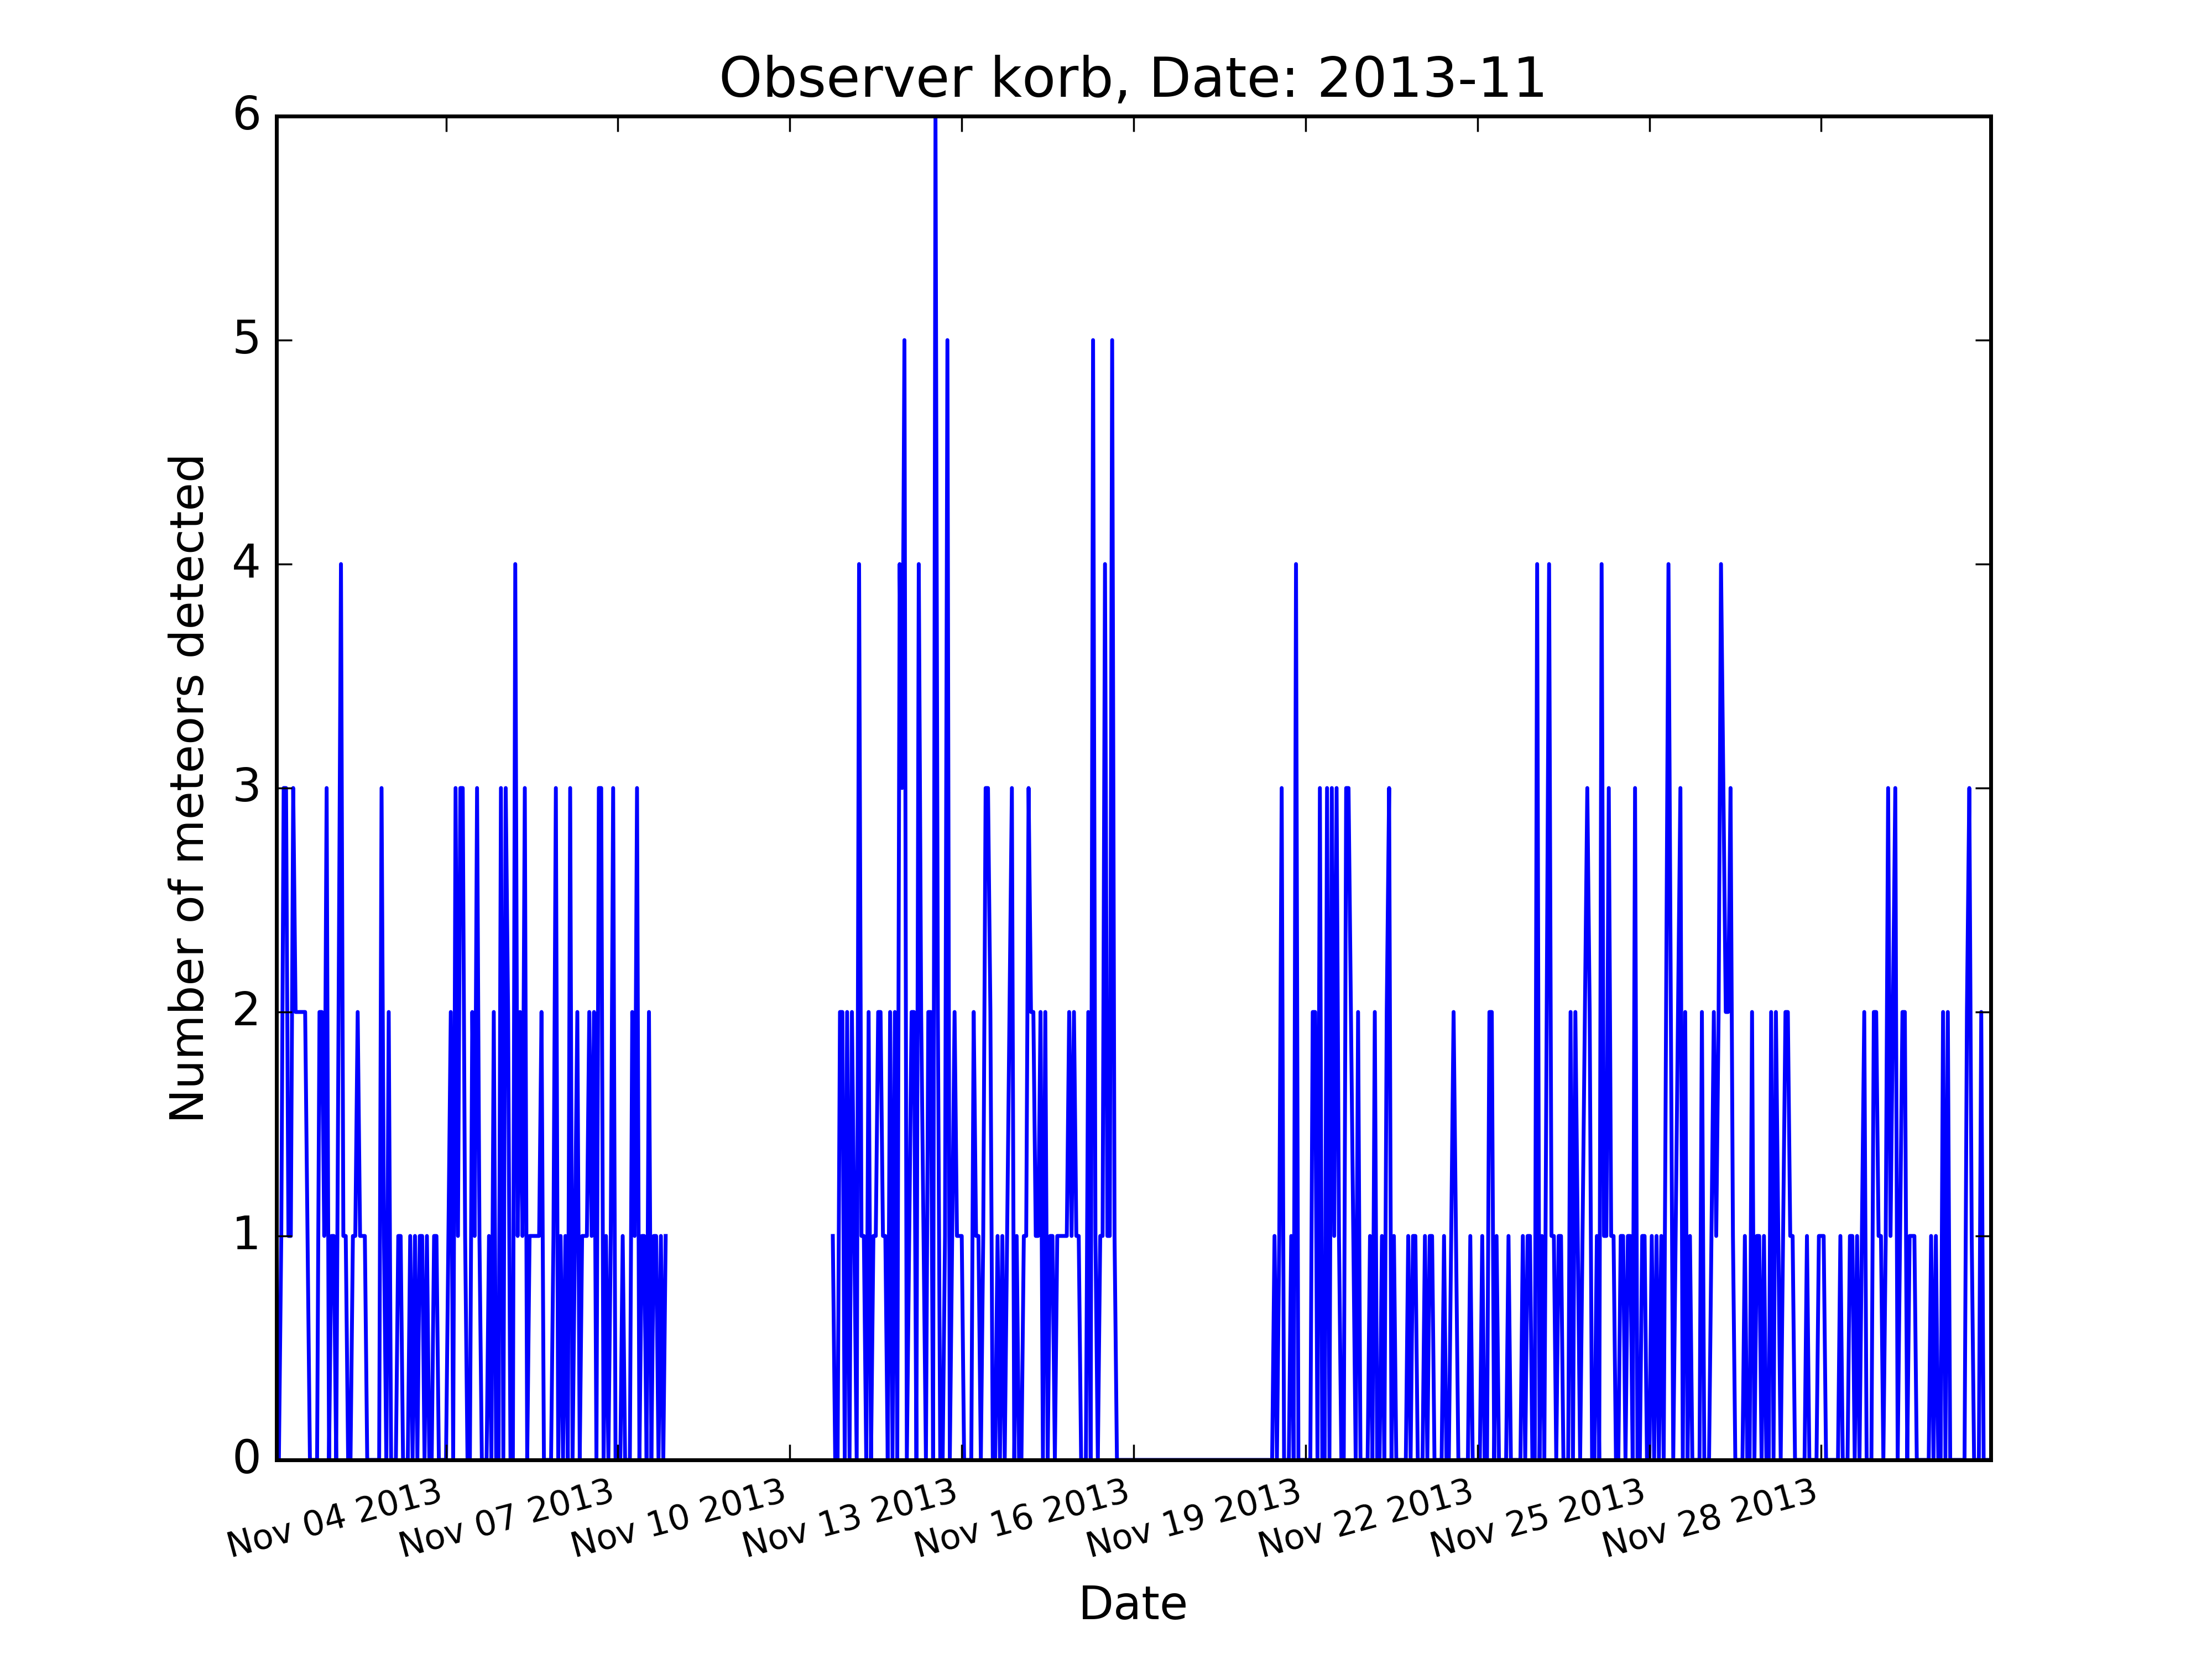 Observer korb, Date: 2013-11
6
5
4
3
2
1
0
Number of meteors detected
Nov 04 2013
Nov 07 2013
Nov 10 2013
Nov 13 2013
Nov 16 2013
Nov 19 2013
Nov 22 2013
Nov 25 2013
Nov 28 2013
Date